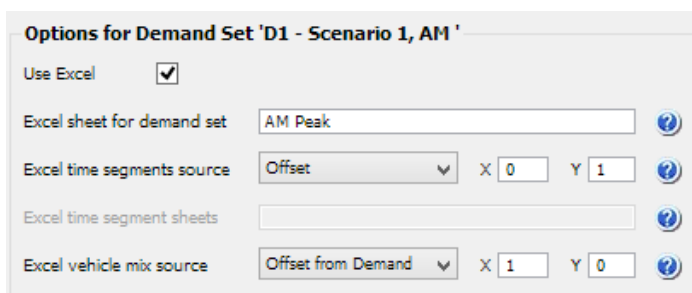 Options for Demand Set 'D1 - Scenario 1, AM '
Use Excel
Excel sheet for demand set AM Peak
Excel time segments source Offset X 0 Y 1
Excel time segment sheets
Excel vehicle mix source Offset from Demand X 1 Y 0